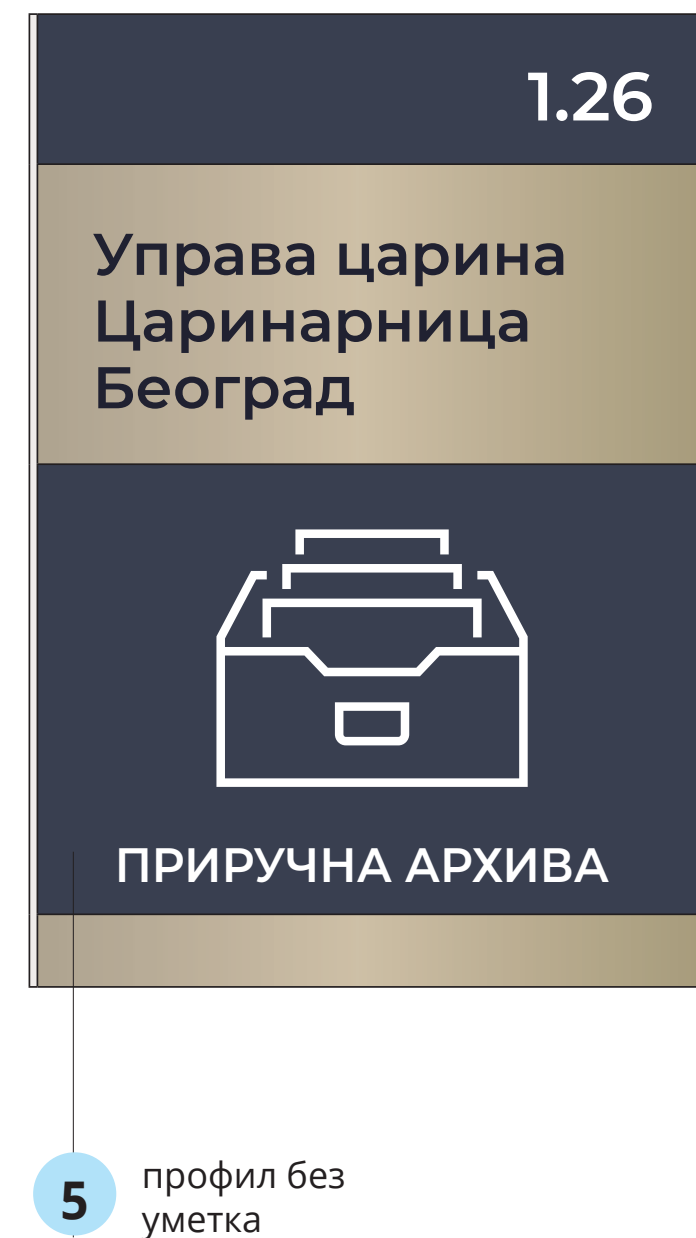 1.26
Управа царина
Царинарница
Београд
ПРИРУЧНА АРХИВА
5
профил без
уметка